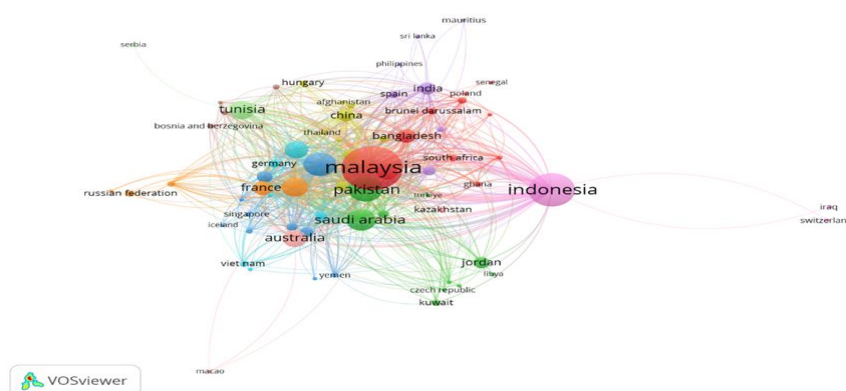 mauritius
sri lanka
serbia
philippines
hungary
senegal
spain
india
poland
afghanistan
tunisia
china
brunei darussalam
bosnia and herzegovina
thailand
bangladesh
germany
south africa
malaysia
russian federation
france
pakistan
ghana
indonesia
turkiye
kazakhstan
iraq
singapore
saudi arabia
switzerlan
iceland
australia
viet nam
jordan
yemen
libya
czech republic
kuwait
macao
VOSviewer